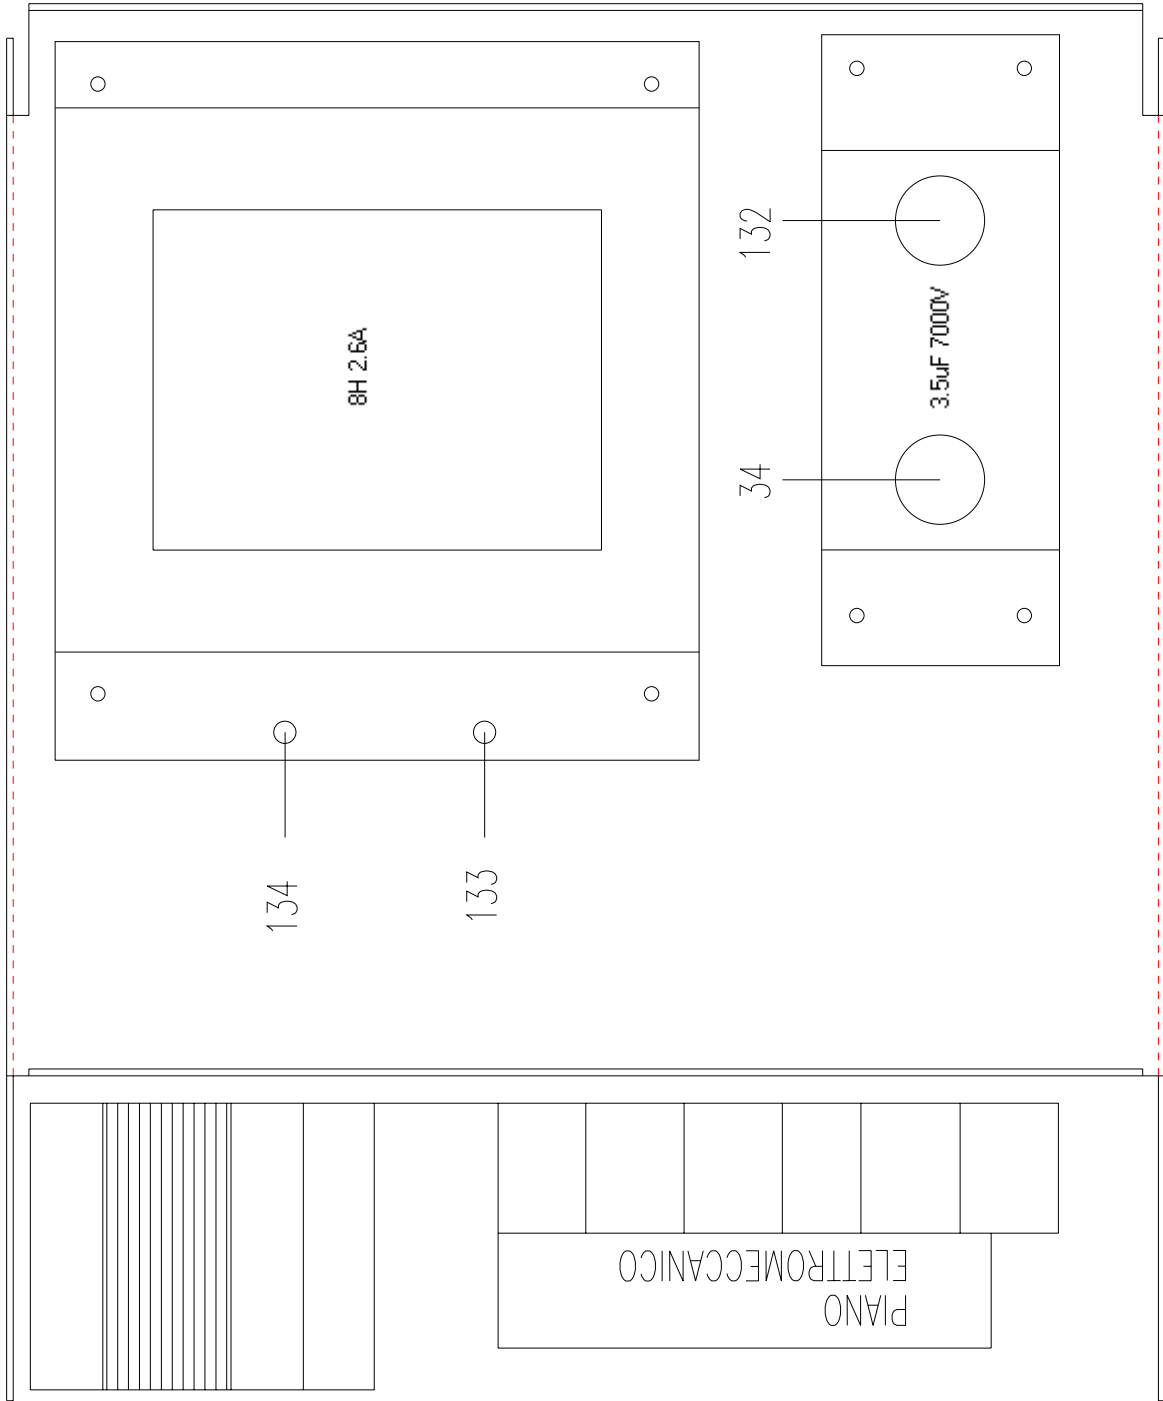 132
8H 2.6A
3.5uF 7000V
34
134
133
PIANO
ELETTROMECCANICO